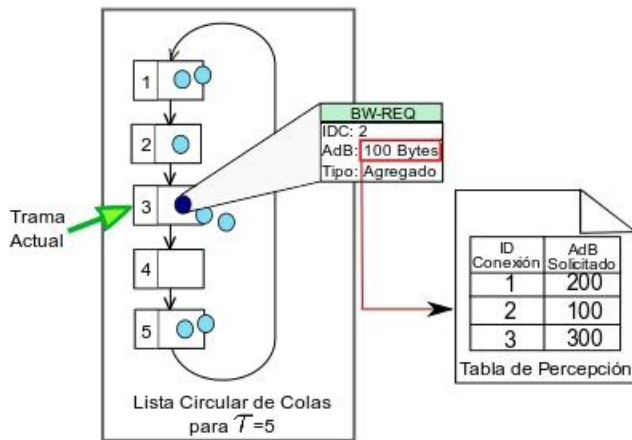 1
2
3
4
5
Trama
Actual
BW-REQ
IDC: 2
AdB: 100 Bytes
Tipo: Agregado
ID
Conexión
AdB
Solicitado
1 200
2 100
3 300
Tabla de Percepción
Lista Circular de Colas
para τ=5